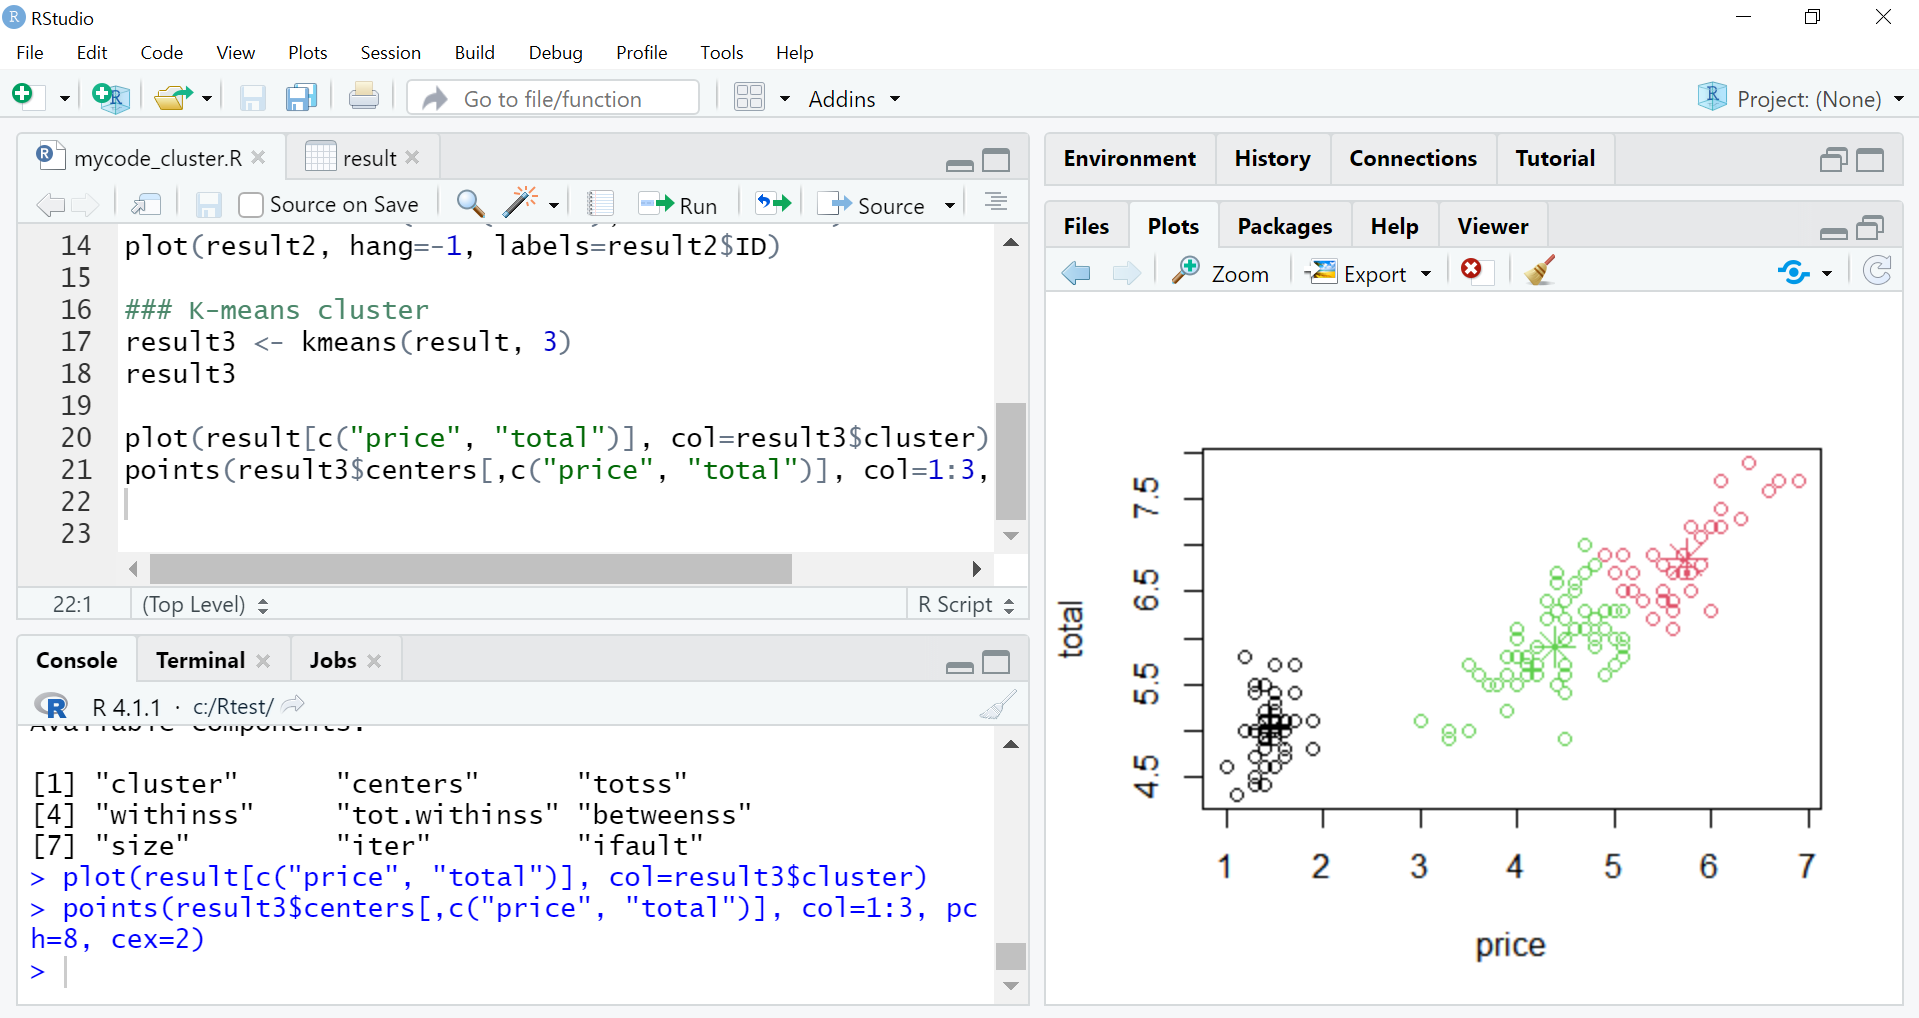 RStudio
File Edit Code View Plots Session Build Debug Profile Tools Help
Go to file/function Addins Project: (None)
mycode_cluster.R result
Source on Save Run Source
14 plot(result2, hang=-1, labels=result2$ID)
15
16 ### K-means cluster
17 result3 <- kmeans(result, 3)
18 result3
19
20 plot(result[c("price", "total")], col=result3$cluster)
21 points(result3$centers[,c("price", "total")], col=1:3,
22
23
22:1 (Top Level) R Script
Console Terminal Jobs
R 4.1.1 · c:/Rtest/
Available components:
[1] "cluster" "centers" "totss"
[4] "withinss" "tot.withinss" "betweenss"
[7] "size" "iter" "ifault"
> plot(result[c("price", "total")], col=result3$cluster)
> points(result3$centers[,c("price", "total")], col=1:3, pc
h=8, cex=2)
>
Environment History Connections Tutorial
Files Plots Packages Help Viewer
Zoom Export
total
7.5
6.5
5.5
4.5
1 2 3 4 5 6 7
price